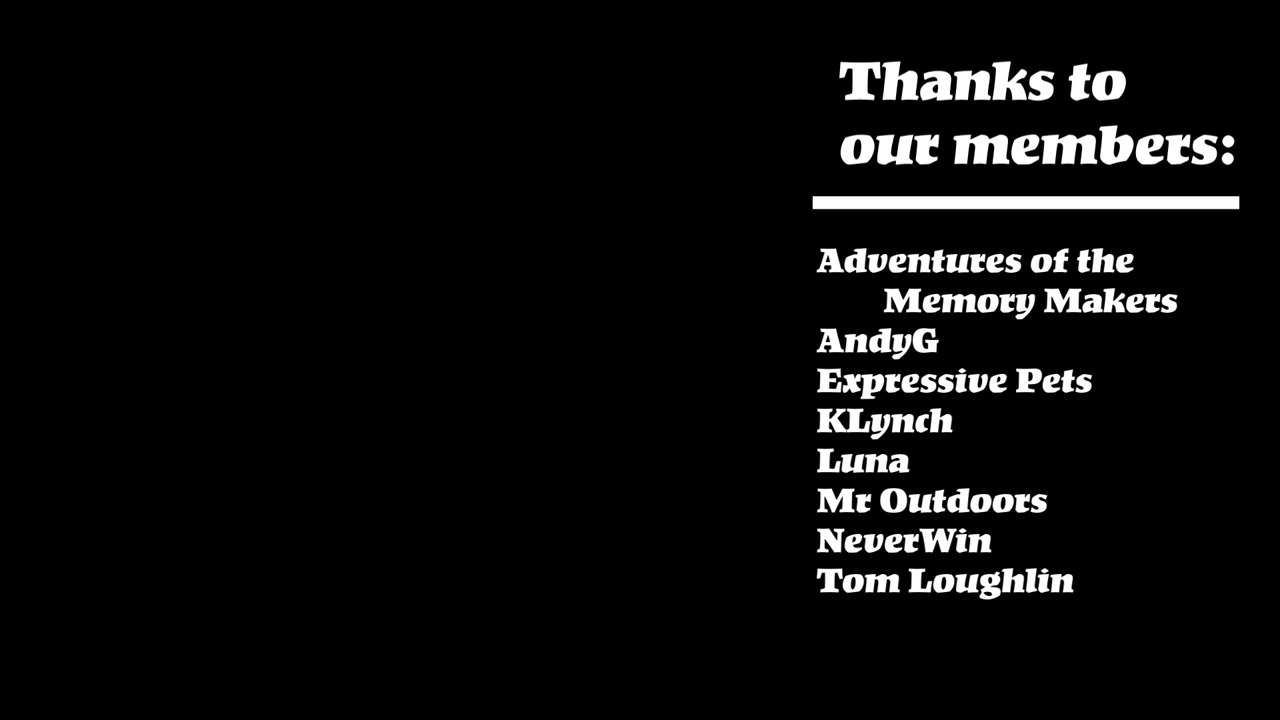 Thanks to
our members:
Adventures of the
Memory Makers
AndyG
Expressive Pets
KLynch
Luna
Mr Outdoors
NeverWin
Tom Loughlin